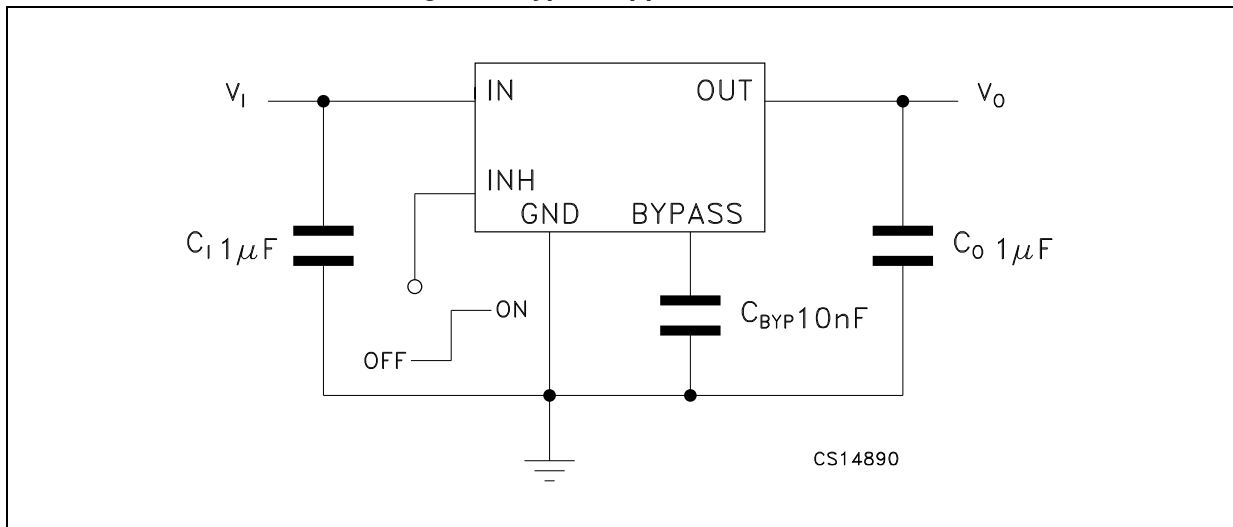 V_I
IN
OUT
V_O
INH
GND
BYPASS
C_I 1μF
C_O 1μF
ON
C_BYP 10nF
OFF
CS14890